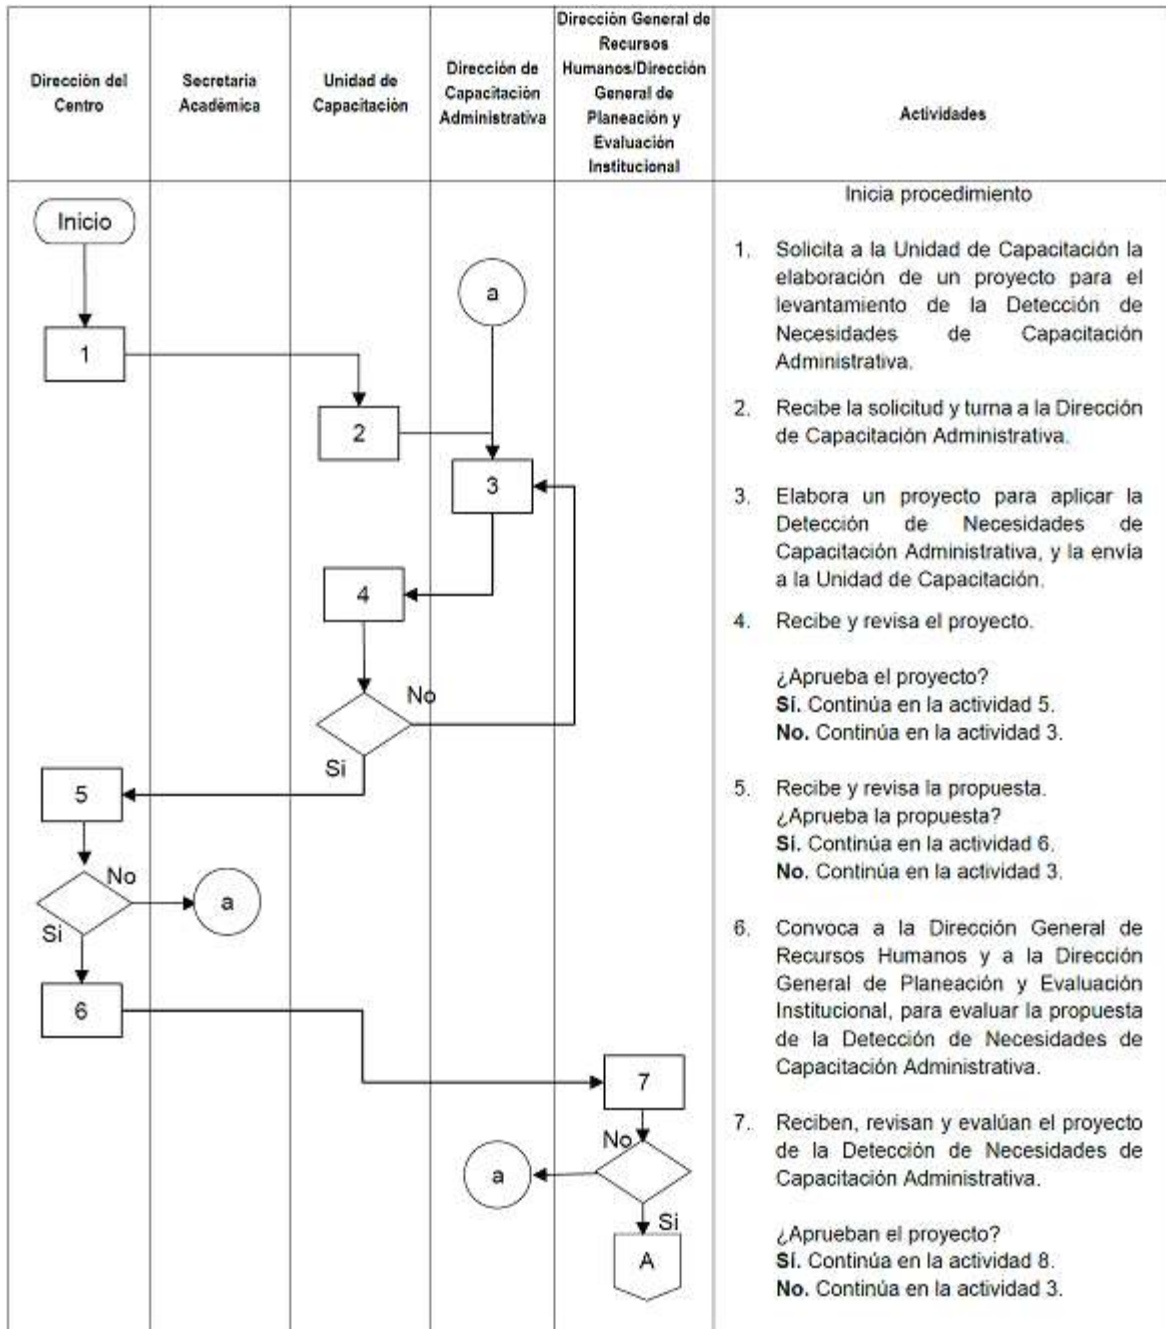 Dirección del
Centro
Secretaria
Académica
Unidad de
Capacitación
Dirección de
Capacitación
Administrativa
Dirección General de
Recursos
Humanos/Dirección
General de
Planeación y
Evaluación
Institucional
Actividades
Inicio
1
2
a
3
4
No
Si
5
No
a
Si
6
7
No
a
Si
A
Inicia procedimiento
1. Solicita a la Unidad de Capacitación la
elaboración de un proyecto para el
levantamiento de la Detección de
Necesidades de Capacitación
Administrativa.
2. Recibe la solicitud y turna a la Dirección
de Capacitación Administrativa.
3. Elabora un proyecto para aplicar la
Detección de Necesidades de
Capacitación Administrativa, y la envía
a la Unidad de Capacitación.
4. Recibe y revisa el proyecto.
¿Aprueba el proyecto?
Sí. Continúa en la actividad 5.
No. Continúa en la actividad 3.
5. Recibe y revisa la propuesta.
¿Aprueba la propuesta?
Sí. Continúa en la actividad 6.
No. Continúa en la actividad 3.
6. Convoca a la Dirección General de
Recursos Humanos y a la Dirección
General de Planeación y Evaluación
Institucional, para evaluar la propuesta
de la Detección de Necesidades de
Capacitación Administrativa.
7. Reciben, revisan y evalúan el proyecto
de la Detección de Necesidades de
Capacitación Administrativa.
¿Aprueban el proyecto?
Sí. Continúa en la actividad 8.
No. Continúa en la actividad 3.